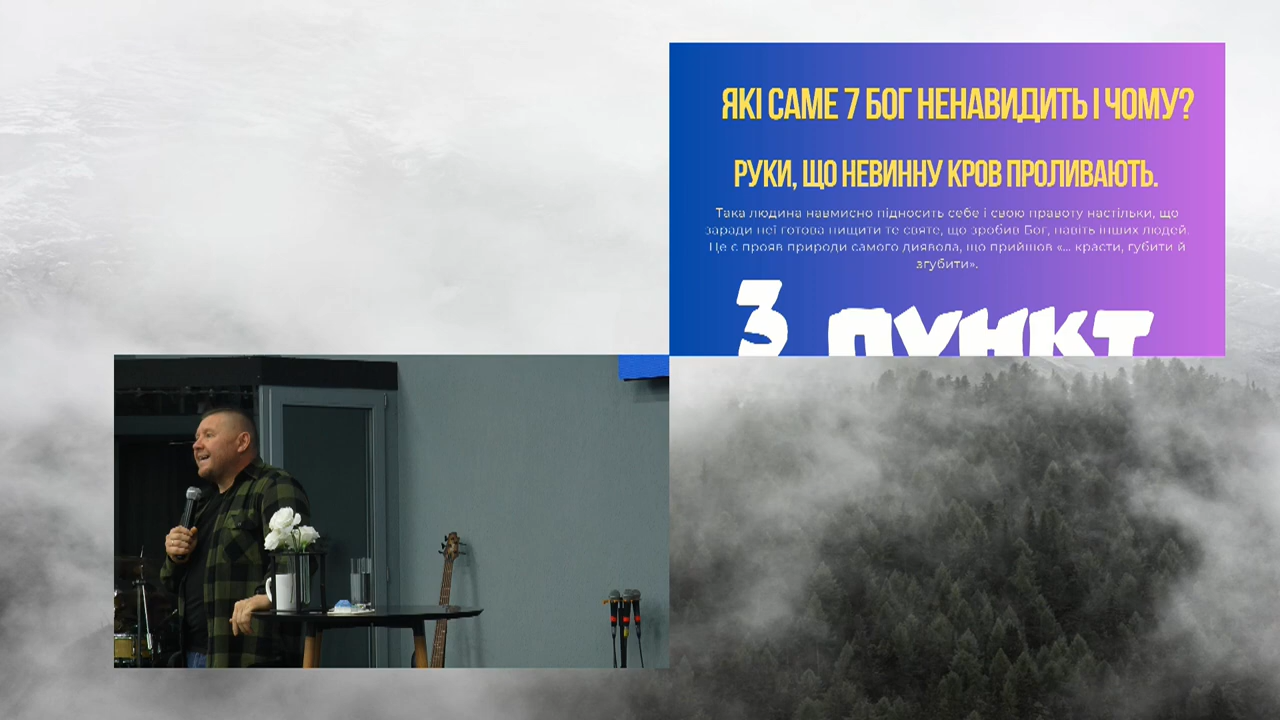 ЯКІ САМЕ 7 БОГ НЕНАВИДИТЬ І ЧОМУ?
РУКИ, ЩО НЕВИННУ КРОВ ПРОЛИВАЮТЬ.
Така людина навмисно підносить себе і свою правоту настільки, що
заради неї готова нищити те святе, що зробив Бог, навіть інших людей.
Це є прояв природи самого диявола, що прийшов «... красти, губити й
згубити».
3 ПУНКТ